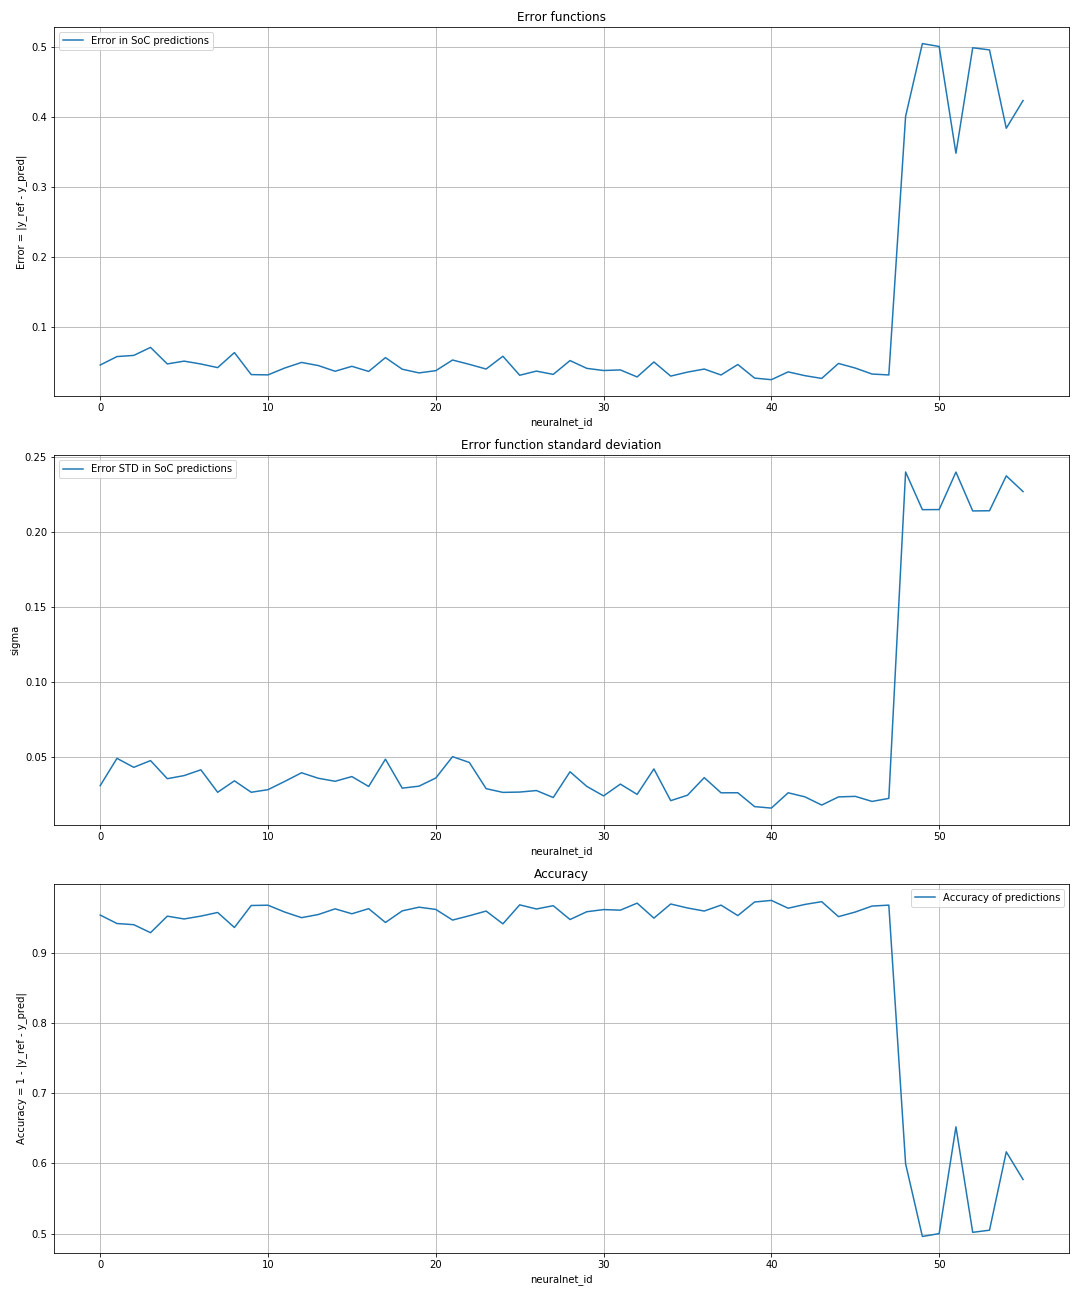 Error functions
Error in SoC predictions
0.5
0.4
0.3
0.2
0.1
Error = |y_ref - y_pred|
0 10 20 30 40 50
neuralnet_id
Error function standard deviation
Error STD in SoC predictions
0.25
0.20
0.15
0.10
0.05
sigma
0 10 20 30 40 50
neuralnet_id
Accuracy
Accuracy of predictions
0.9
0.8
0.7
0.6
0.5
Accuracy = 1 - |y_ref - y_pred|
0 10 20 30 40 50
neuralnet_id